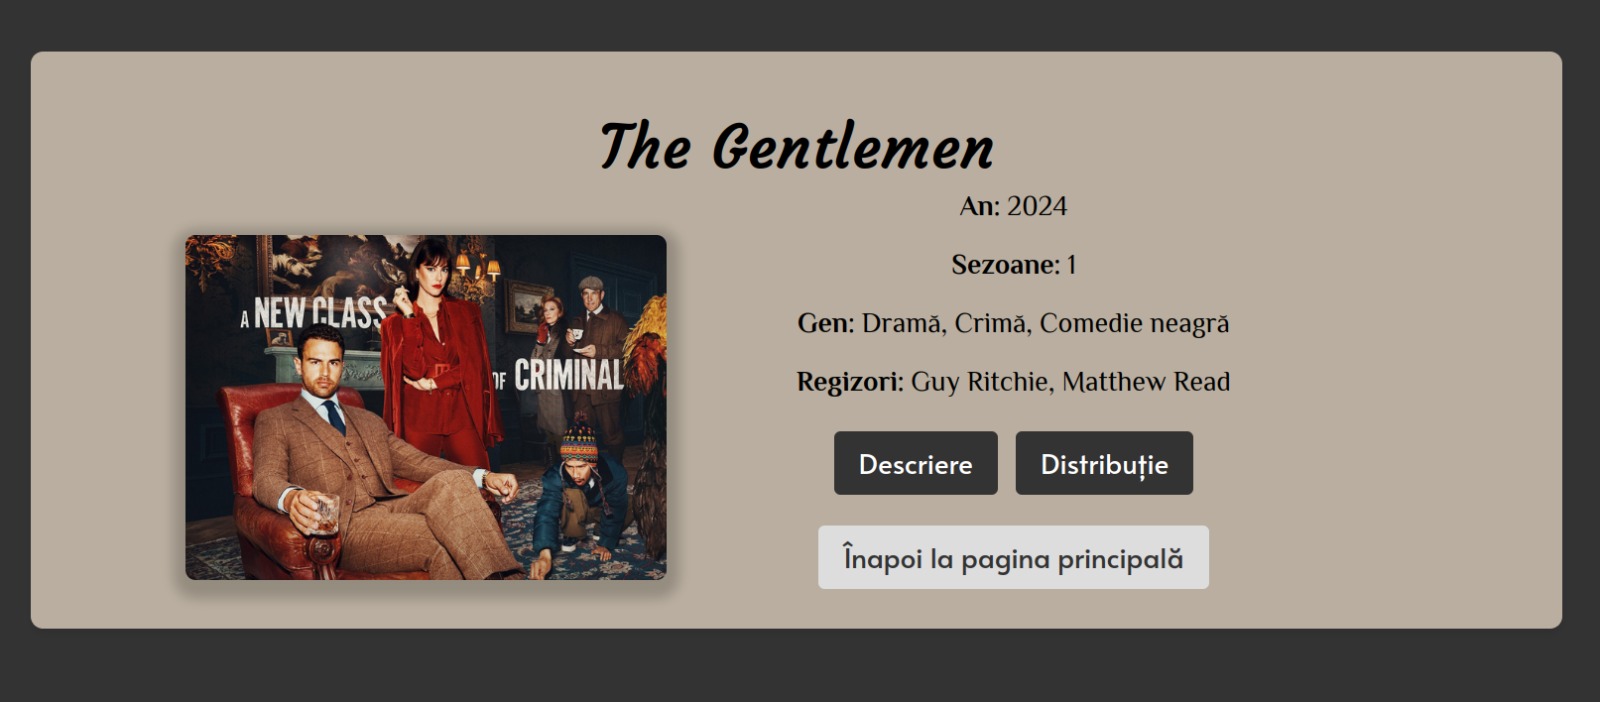 The Gentlemen
An: 2024
Sezoane: 1
Gen: Dramă, Crimă, Comedie neagră
Regizori: Guy Ritchie, Matthew Read
A NEW CLASS
OF CRIMINAL
Descriere
Distribuție
Înapoi la pagina principală